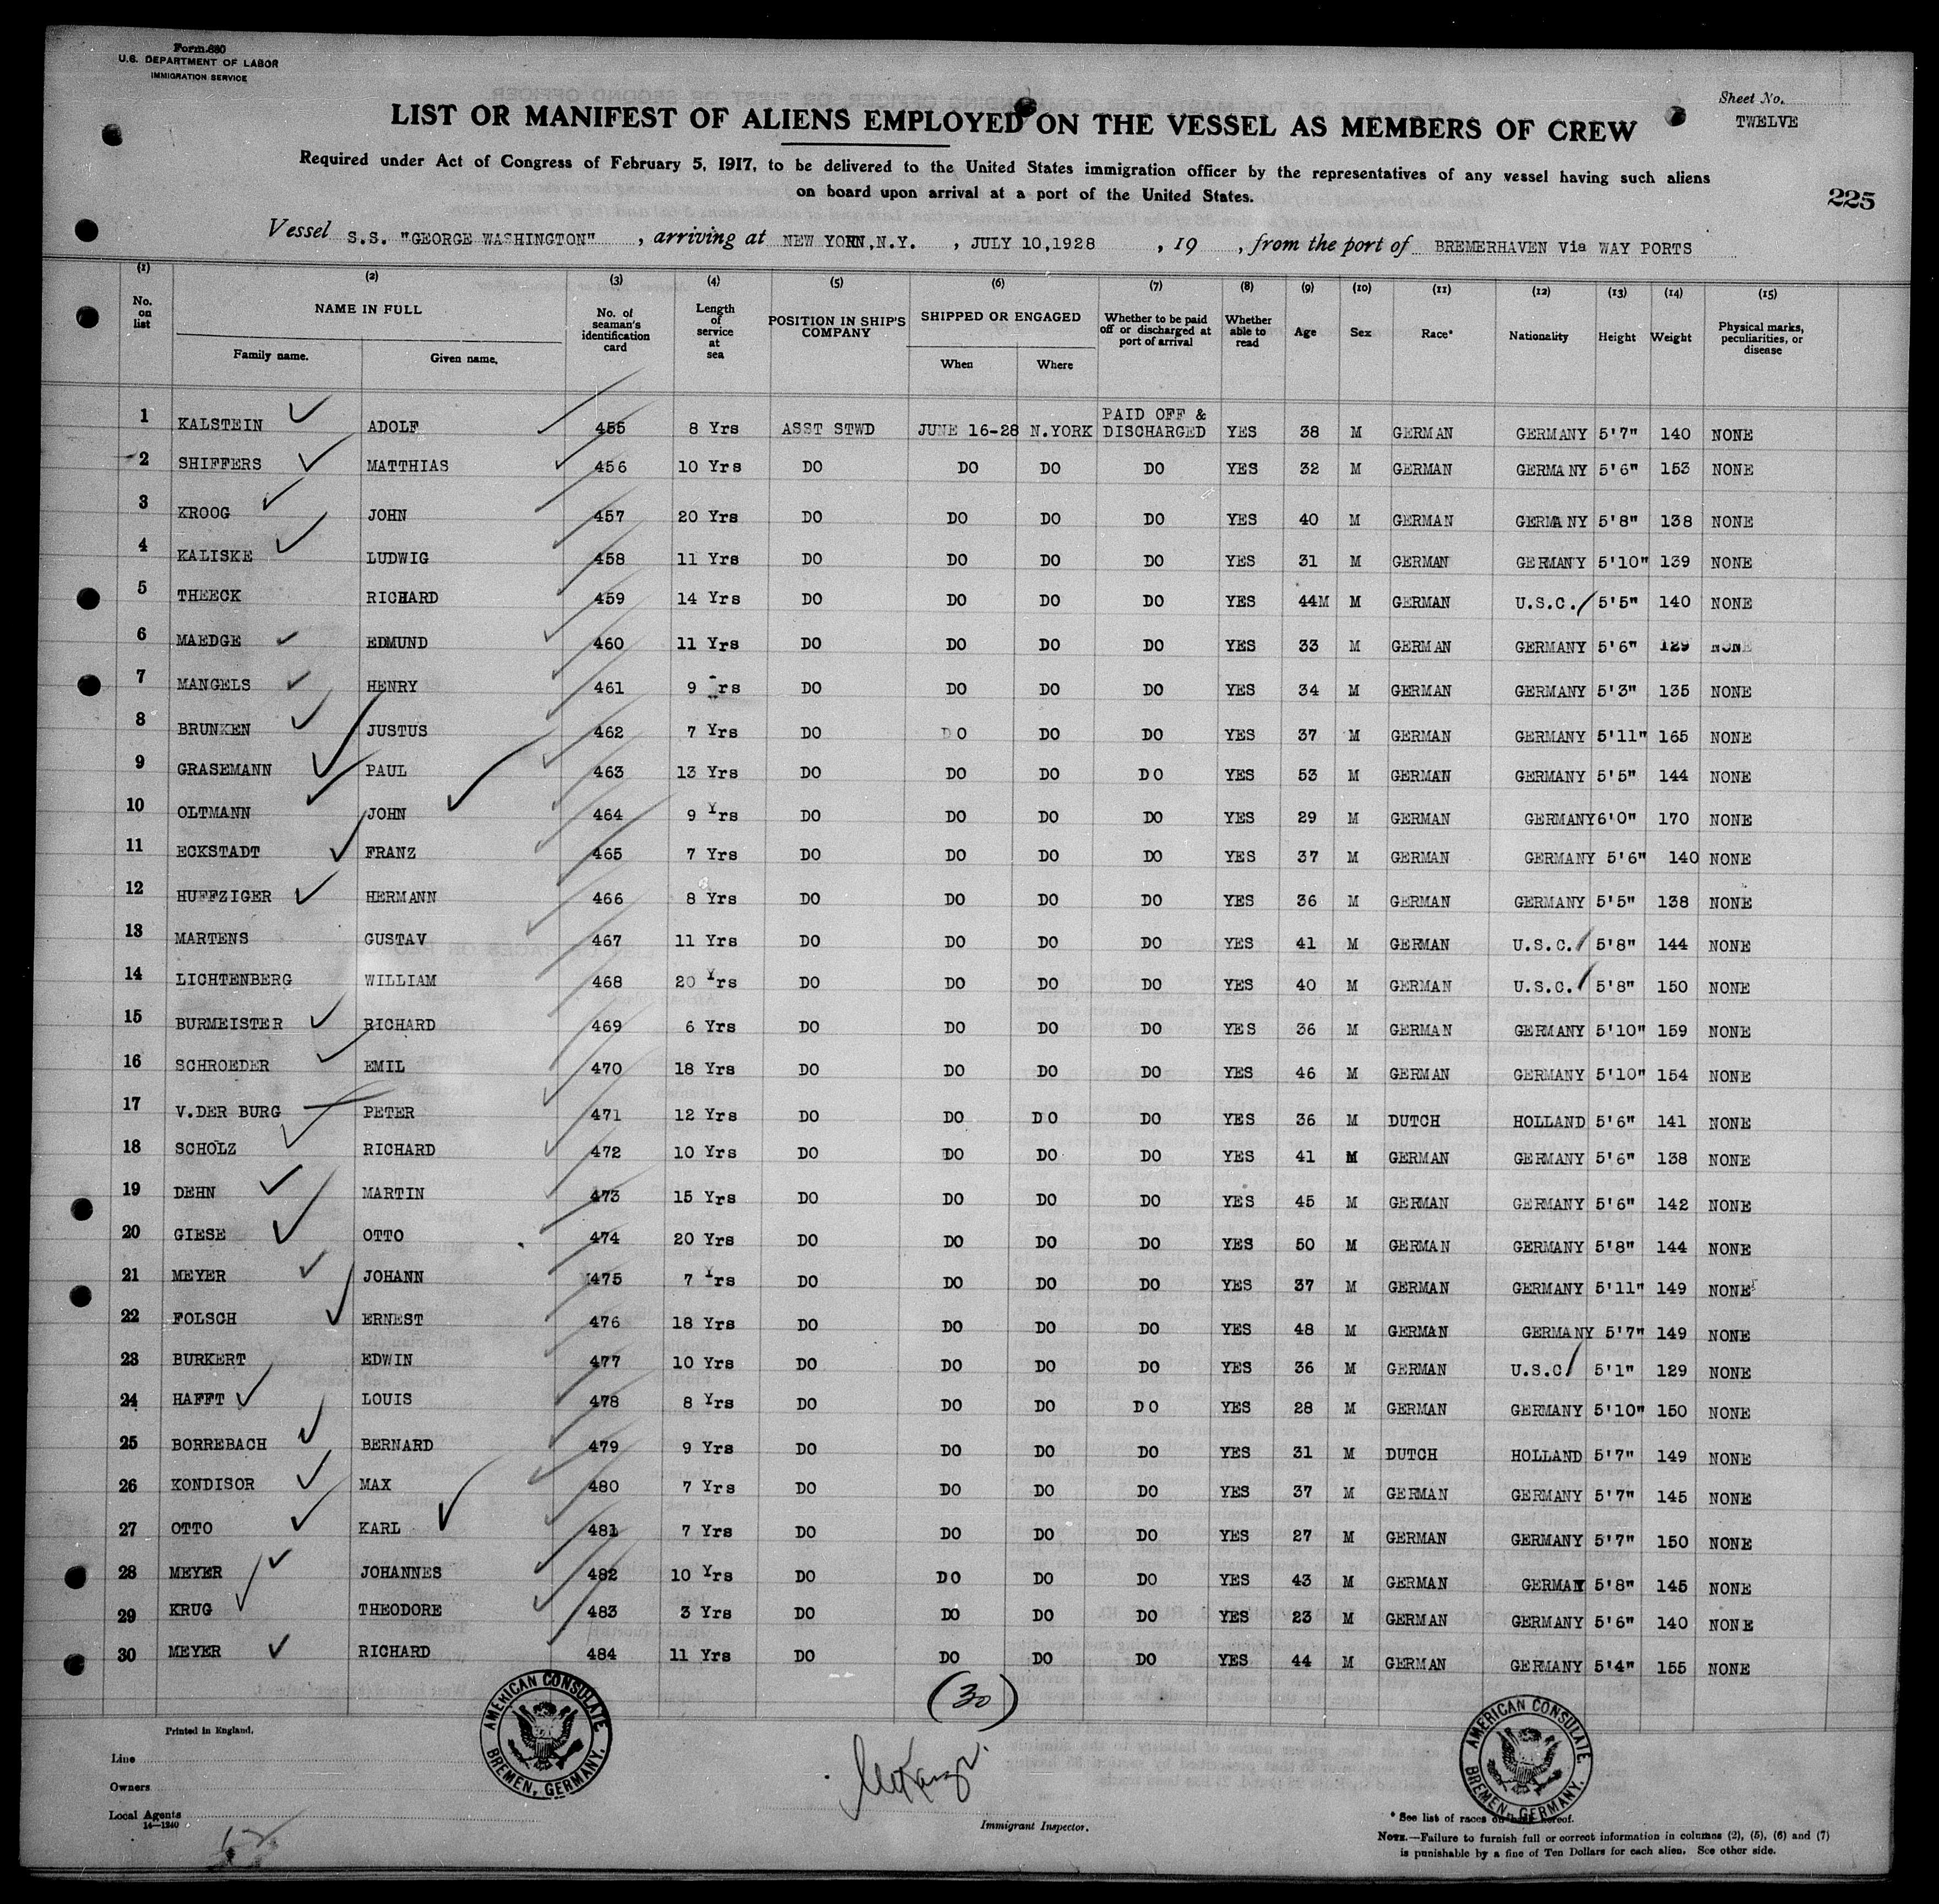 Form 680
U.S. DEPARTMENT OF LABOR
IMMIGRATION SERVICE
Sheet No.
TWELVE
LIST OR MANIFEST OF ALIENS EMPLOYED ON THE VESSEL AS MEMBERS OF CREW
Required under Act of Congress of February 5, 1917, to be delivered to the United States immigration officer by the representatives of any vessel having such aliens
on board upon arrival at a port of the United States.
225
Vessel S.S. "GEORGE WASHINGTON" , arriving at NEW YORK,N.Y. , JULY 10,1928 , 19 , from the port of BREMERHAVEN Via WAY PORTS
(1) (2) (3) (4) (5) (6) (7) (8) (9) (10) (11) (12) (13) (14) (15)
No. on list NAME IN FULL Family name. Given name. No. of seaman's identification card Length of service at sea POSITION IN SHIP'S COMPANY SHIPPED OR ENGAGED When Where Whether to be paid off or discharged at port of arrival Whether able to read Age Sex Race* Nationality Height Weight Physical marks, peculiarities, or disease
1 KALSTEIN ADOLF 455 8 Yrs ASST STWD JUNE 16-28 N.YORK PAID OFF & DISCHARGED YES 38 M GERMAN GERMANY 5'7" 140 NONE
2 SHIFFERS MATTHIAS 456 10 Yrs DO DO DO DO YES 32 M GERMAN GERMANY 5'6" 153 NONE
3 KROOG JOHN 457 20 Yrs DO DO DO DO YES 40 M GERMAN GERMANY 5'8" 138 NONE
4 KALISKE LUDWIG 458 11 Yrs DO DO DO DO YES 31 M GERMAN GERMANY 5'10" 139 NONE
5 THEECK RICHARD 459 14 Yrs DO DO DO DO YES 44M M GERMAN U.S.C. 5'5" 140 NONE
6 MAEDGE EDMUND 460 11 Yrs DO DO DO DO YES 33 M GERMAN GERMANY 5'6" 129 NONE
7 MANGELS HENRY 461 9 rs DO DO DO DO YES 34 M GERMAN GERMANY 5'3" 135 NONE
8 BRUNKEN JUSTUS 462 7 Yrs DO DO DO DO YES 37 M GERMAN GERMANY 5'11" 165 NONE
9 GRASEMANN PAUL 463 13 Yrs DO DO DO DO YES 53 M GERMAN GERMANY 5'5" 144 NONE
10 OLTMANN JOHN 464 9 Yrs DO DO DO DO YES 29 M GERMAN GERMANY 6'0" 170 NONE
11 ECKSTADT FRANZ 465 7 Yrs DO DO DO DO YES 37 M GERMAN GERMANY 5'6" 140 NONE
12 HUFFZIGER HERMANN 466 8 Yrs DO DO DO DO YES 36 M GERMAN GERMANY 5'5" 138 NONE
13 MARTENS GUSTAV 467 11 Yrs DO DO DO DO YES 41 M GERMAN U.S.C. 5'8" 144 NONE
14 LICHTENBERG WILLIAM 468 20 Yrs DO DO DO DO YES 40 M GERMAN U.S.C. 5'8" 150 NONE
15 BURMEISTER RICHARD 469 6 Yrs DO DO DO DO YES 36 M GERMAN GERMANY 5'10" 159 NONE
16 SCHROEDER EMIL 470 18 Yrs DO DO DO DO YES 46 M GERMAN GERMANY 5'10" 154 NONE
17 V.DER BURG PETER 471 12 Yrs DO DO DO DO YES 36 M DUTCH HOLLAND 5'6" 141 NONE
18 SCHOLZ RICHARD 472 10 Yrs DO DO DO DO YES 41 M GERMAN GERMANY 5'6" 138 NONE
19 DEHN MARTIN 473 15 Yrs DO DO DO DO YES 45 M GERMAN GERMANY 5'6" 142 NONE
20 GIESE OTTO 474 20 Yrs DO DO DO DO YES 50 M GERMAN GERMANY 5'8" 144 NONE
21 MEYER JOHANN 475 7 Yrs DO DO DO DO YES 37 M GERMAN GERMANY 5'11" 149 NONE
22 FOLSCH ERNEST 476 18 Yrs DO DO DO DO YES 48 M GERMAN GERMANY 5'7" 149 NONE
23 BURKERT EDWIN 477 10 Yrs DO DO DO DO YES 36 M GERMAN U.S.C 5'1" 129 NONE
24 HAFFT LOUIS 478 8 Yrs DO DO DO DO YES 28 M GERMAN GERMANY 5'10" 150 NONE
25 BORREBACH BERNARD 479 9 Yrs DO DO DO DO YES 31 M DUTCH HOLLAND 5'7" 149 NONE
26 KONDISOR MAX 480 7 Yrs DO DO DO DO YES 37 M GERMAN GERMANY 5'7" 145 NONE
27 OTTO KARL 481 7 Yrs DO DO DO DO YES 27 M GERMAN GERMANY 5'7" 150 NONE
28 MEYER JOHANNES 482 10 Yrs DO DO DO DO YES 43 M GERMAN GERMAY 5'8" 145 NONE
29 KRUG THEODORE 483 3 Yrs DO DO DO DO YES 23 M GERMAN GERMANY 5'6" 140 NONE
30 MEYER RICHARD 484 11 Yrs DO DO DO DO YES 44 M GERMAN GERMANY 5'4" 155 NONE
(30)
AMERICAN CONSULATE BREMEN, GERMANY.
AMERICAN CONSULATE BREMEN, GERMANY.
Printed in England.
Line
Owners
Local Agents
14—1240
Immigrant Inspector.
* See list of races on back hereof.
NOTE.—Failure to furnish full or correct information in columns (2), (5), (6) and (7)
is punishable by a fine of Ten Dollars for each alien. See other side.